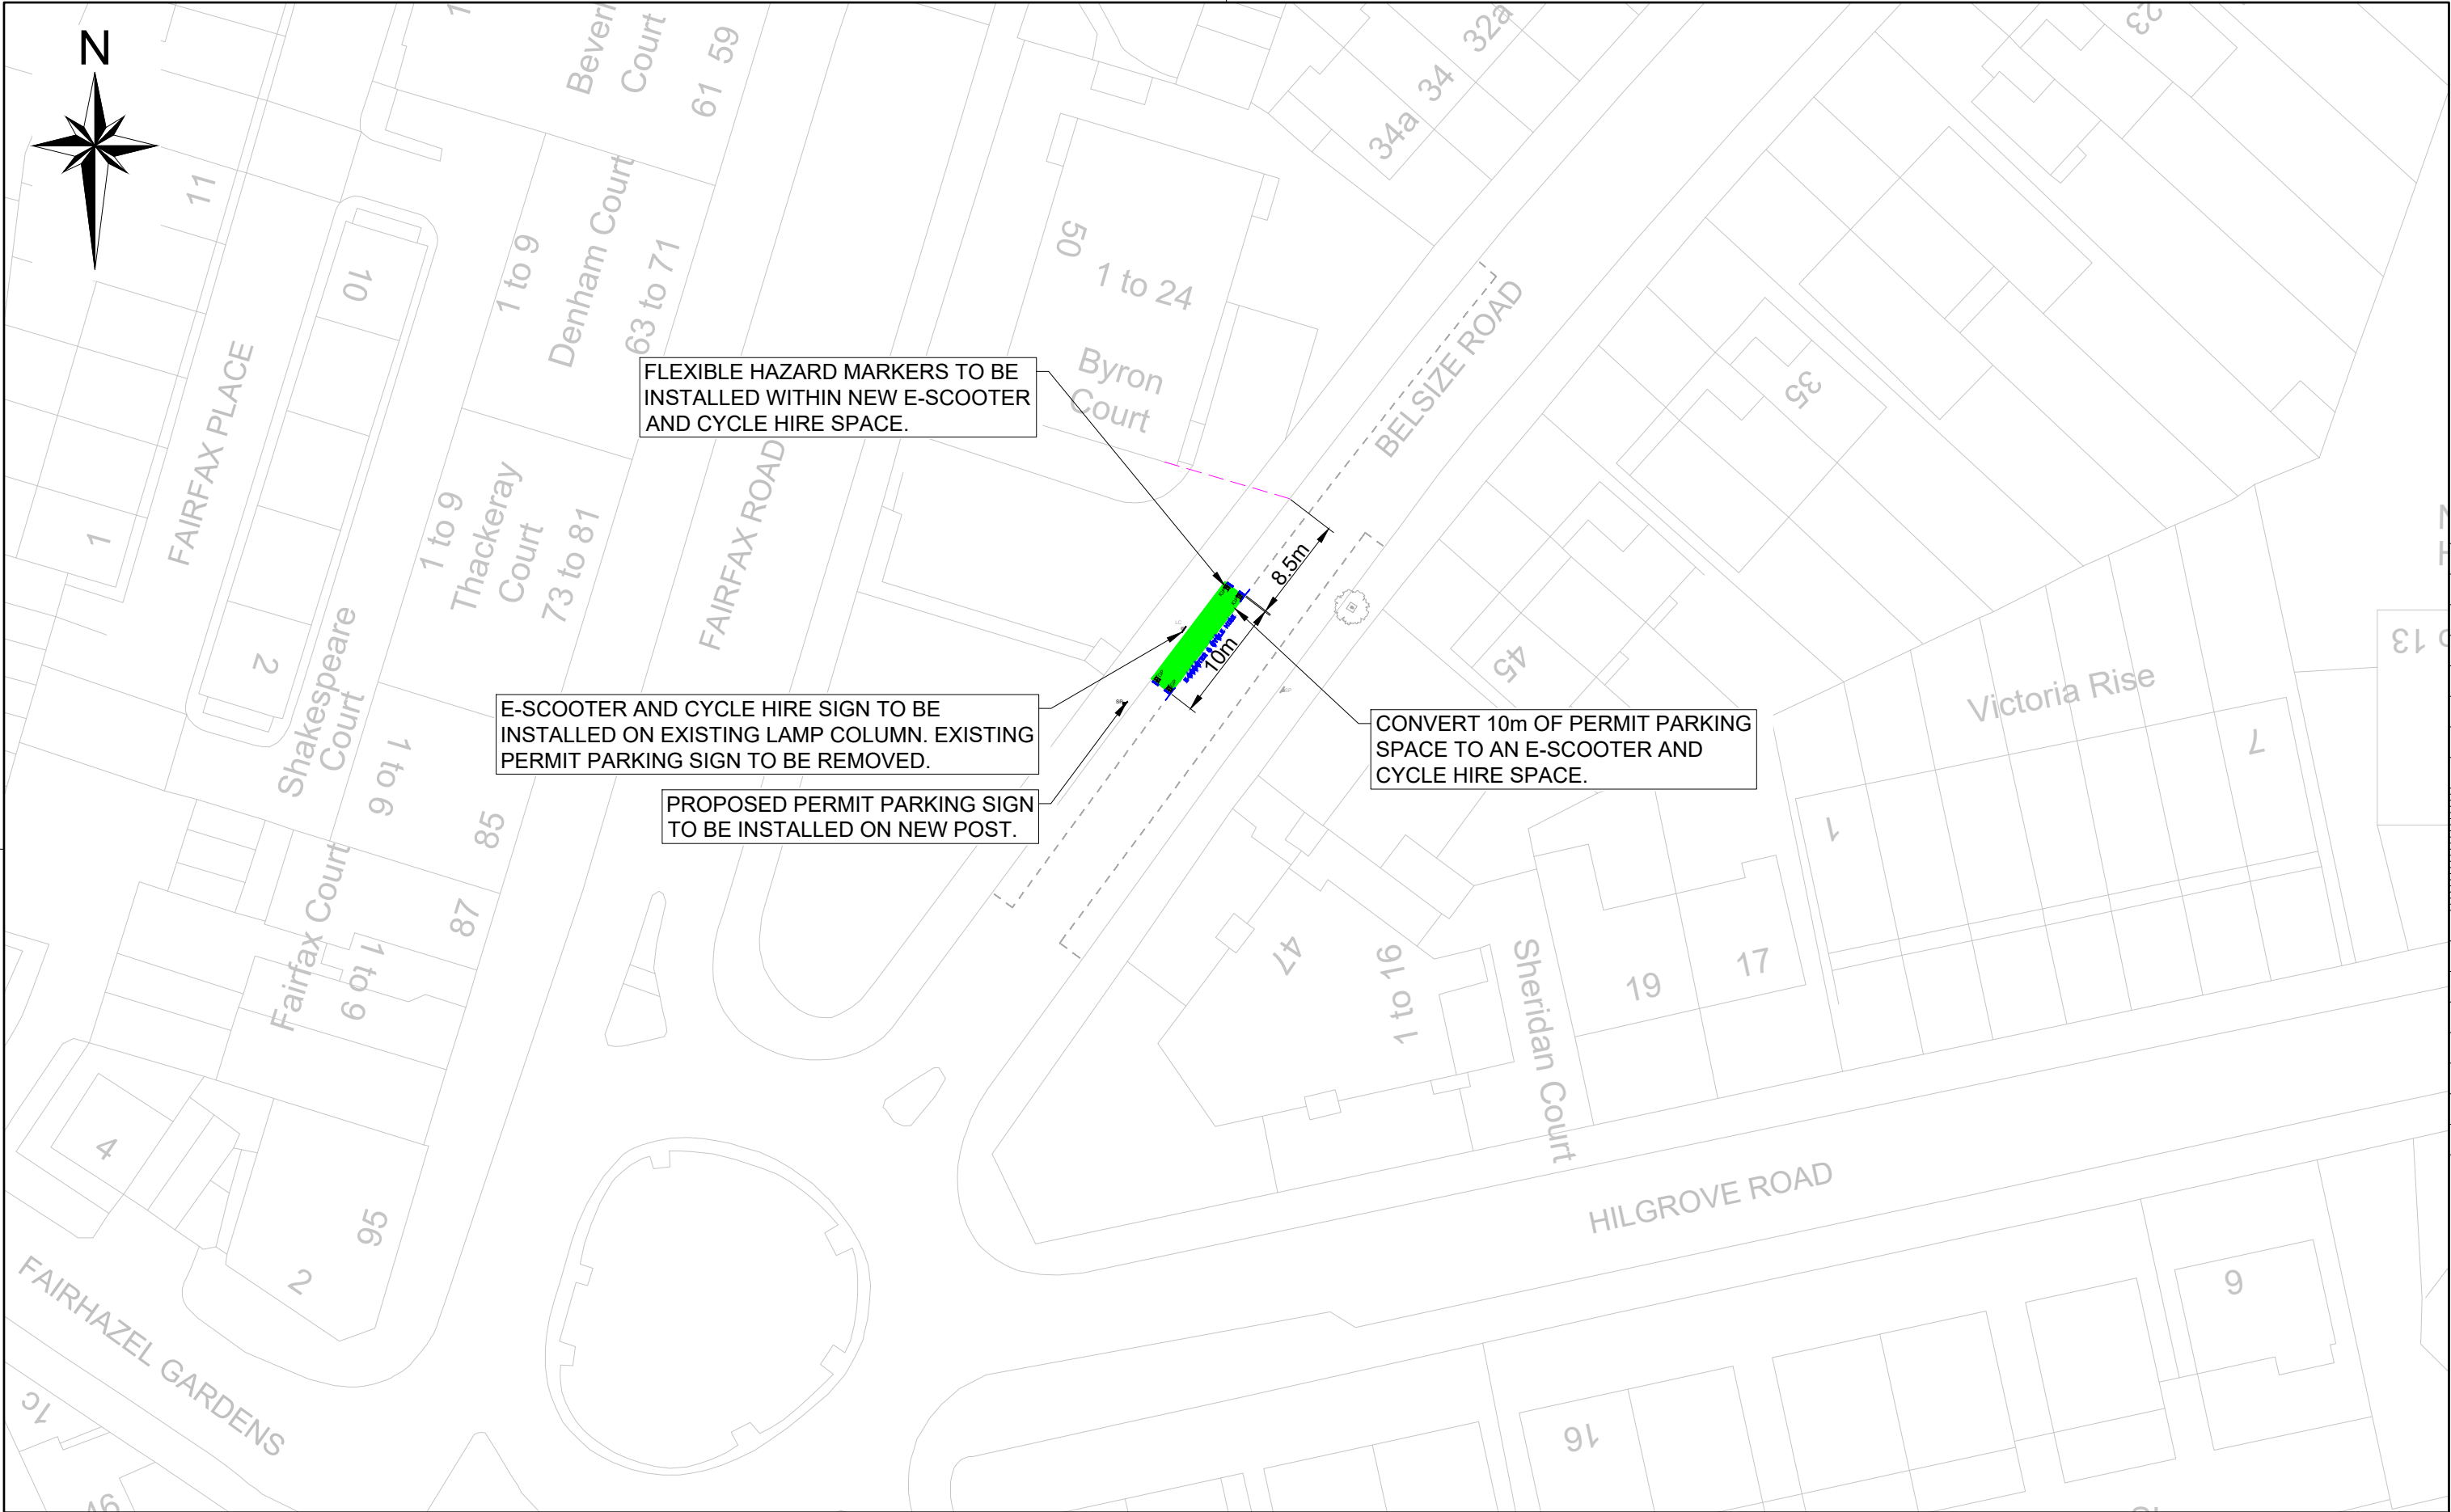 N
Beverl
Court
61
59
32a
34
34a
23
11
10
1 to 9
Denham Court
63 to 71
50
1 to 24
Byron
Court
BELSIZE ROAD
35
FAIRFAX PLACE
1
2
1 to 9
Thackeray
Court
73 to 81
FAIRFAX ROAD
FLEXIBLE HAZARD MARKERS TO BE
INSTALLED WITHIN NEW E-SCOOTER
AND CYCLE HIRE SPACE.
8.5m
10m
45
E-SCOOTER AND CYCLE HIRE SIGN TO BE
INSTALLED ON EXISTING LAMP COLUMN. EXISTING
PERMIT PARKING SIGN TO BE REMOVED.
CONVERT 10m OF PERMIT PARKING
SPACE TO AN E-SCOOTER AND
CYCLE HIRE SPACE.
PROPOSED PERMIT PARKING SIGN
TO BE INSTALLED ON NEW POST.
Shakespeare
Court
1 to 9
85
87
Fairfax Court
1 to 9
Victoria Rise
13
7
1
47
1 to 16
Sheridan Court
19
17
4
95
2
HILGROVE ROAD
FAIRHAZEL GARDENS
1c
16
9